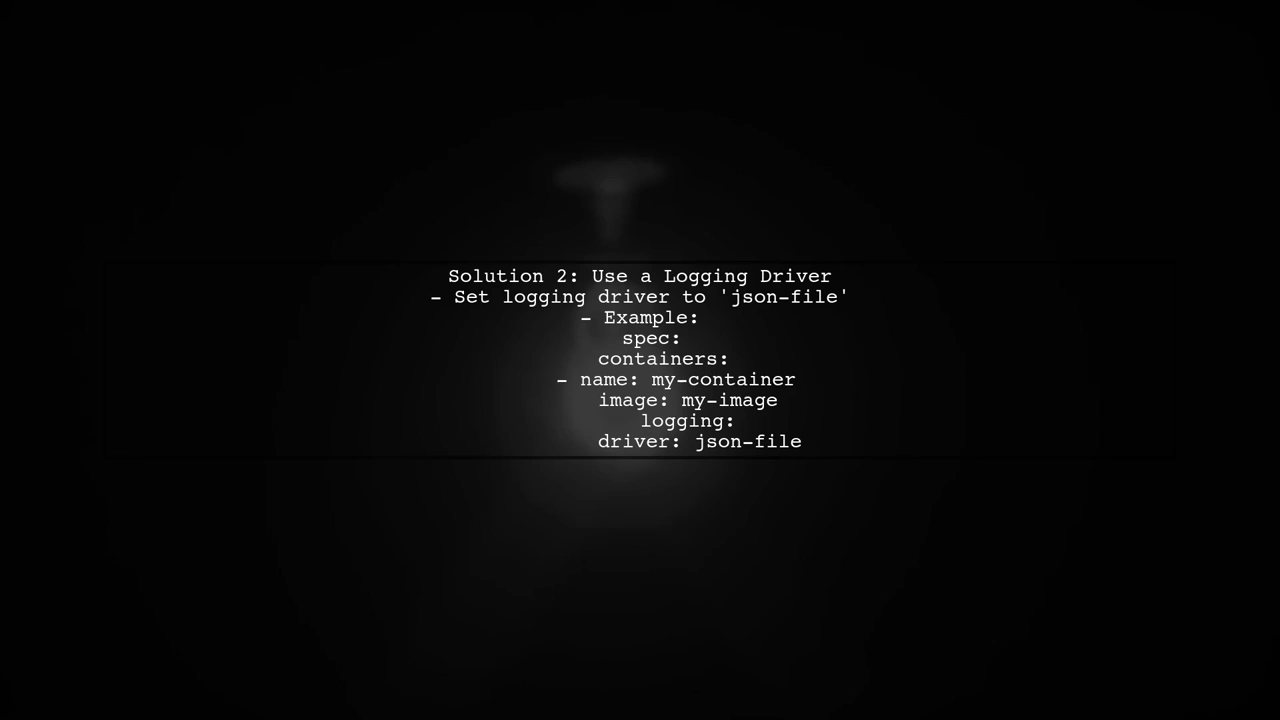 Solution 2: Use a Logging Driver
- Set logging driver to 'json-file'
- Example:
spec:
containers:
- name: my-container
image: my-image
logging:
driver: json-file